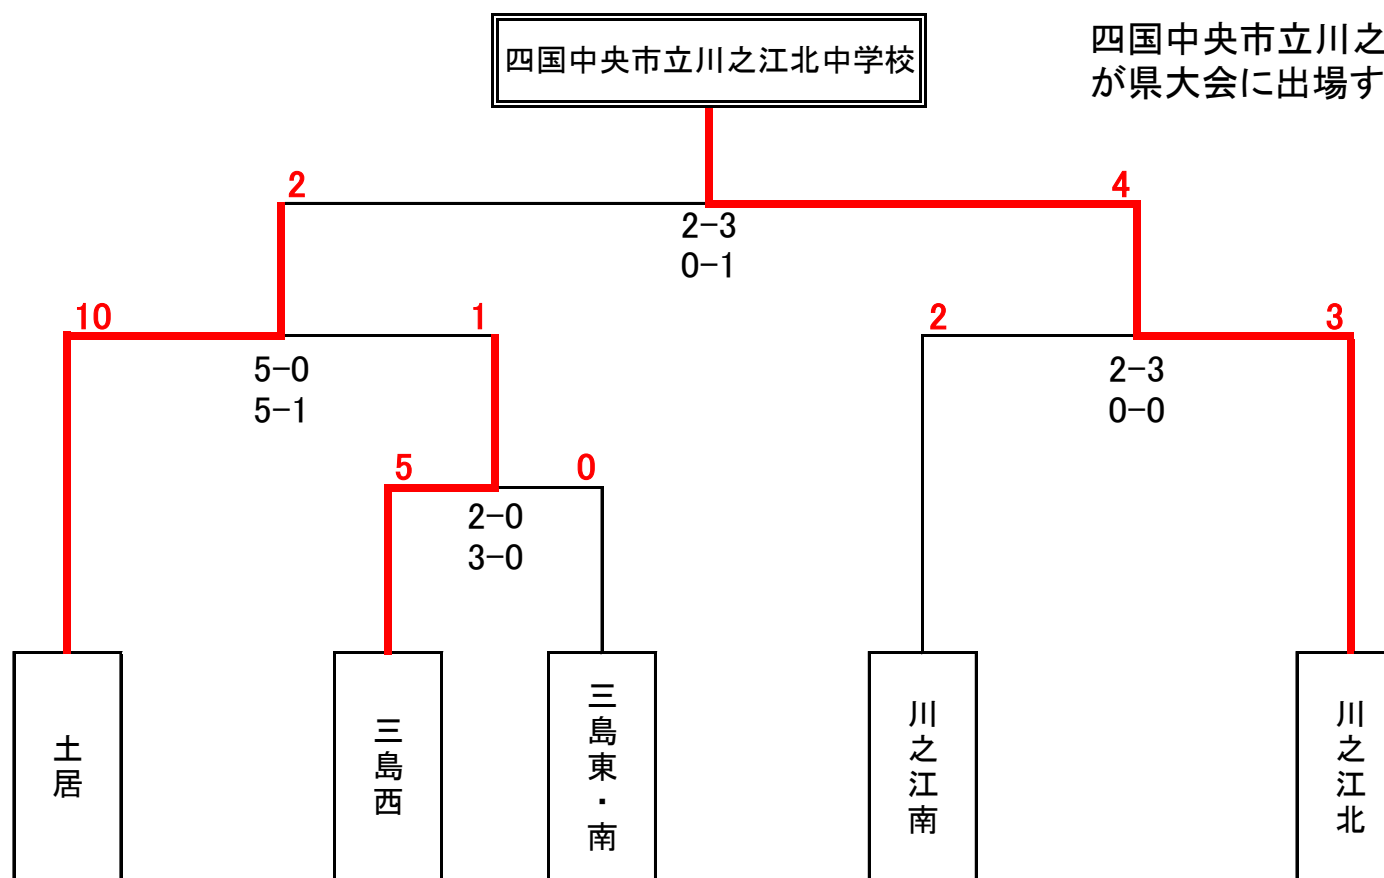 四国中央市立川之江北中学校
四国中央市立川之
が県大会に出場す
2
4
2-3
0-1
10
1
2
3
5-0
5-1
2-3
0-0
5
0
2-0
3-0
土居
三島西
三島東・南
川之江南
川之江北